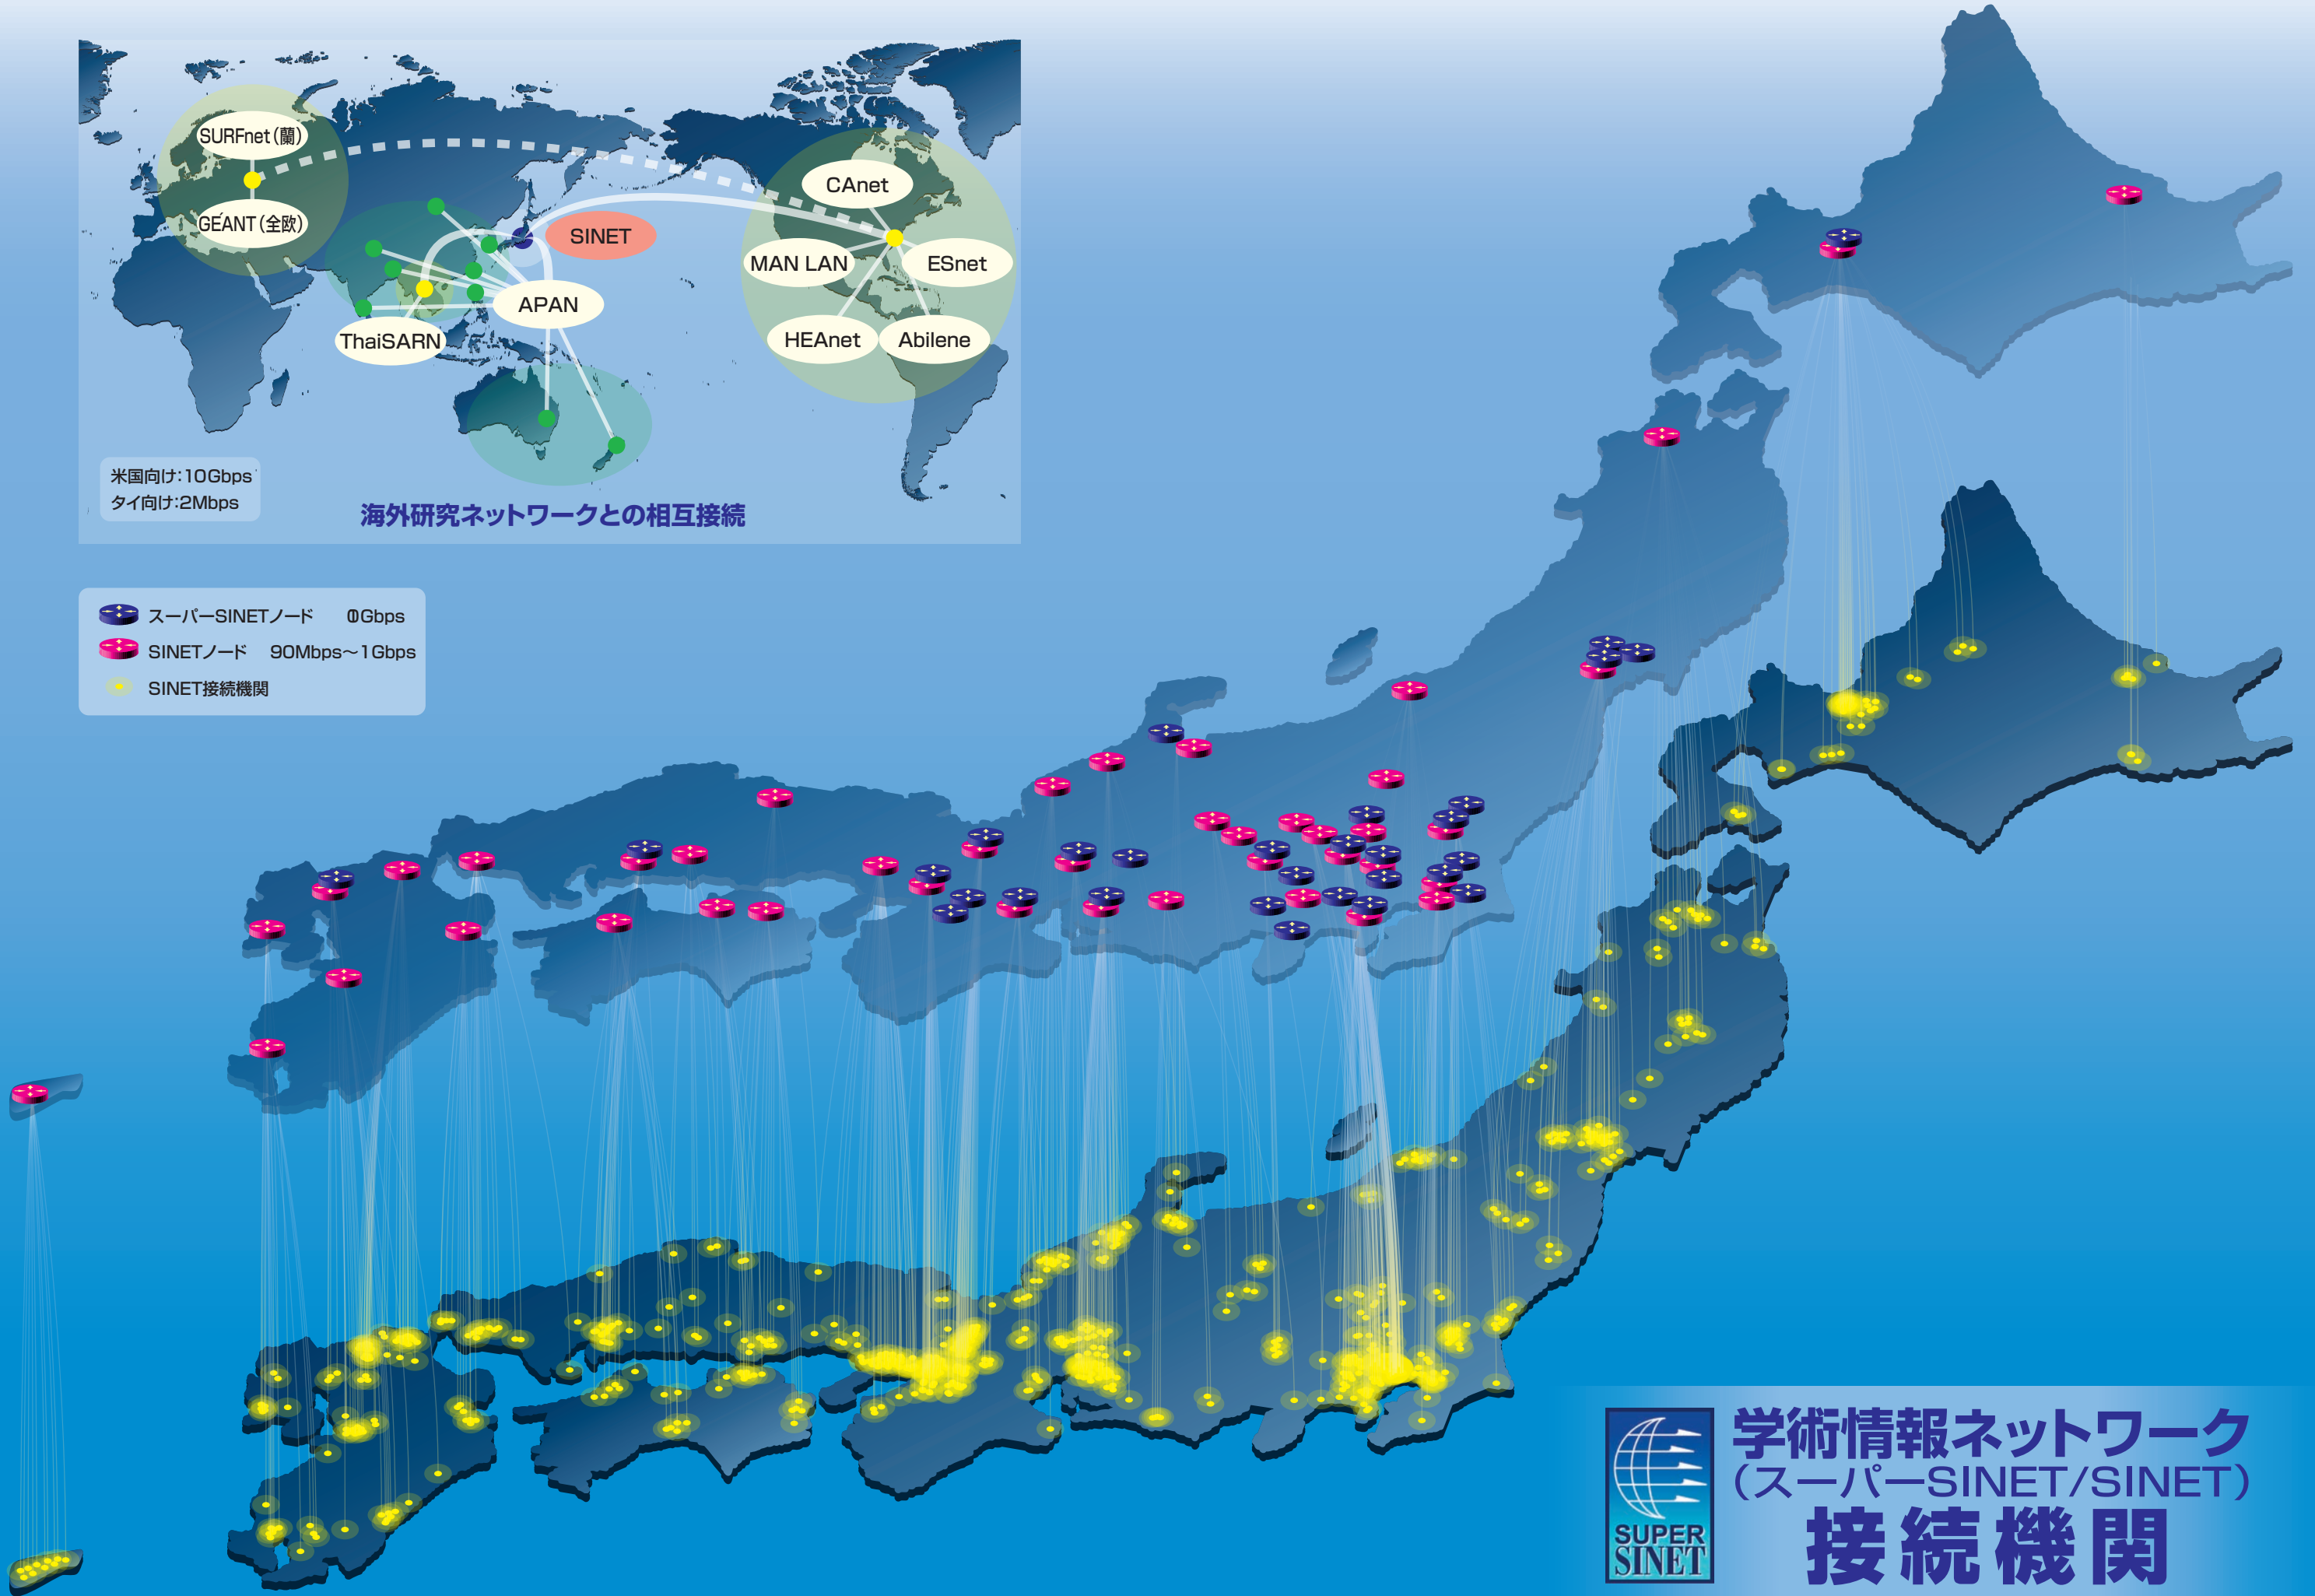 SURFnet(蘭)
GÉANT(全欧)
SINET
APAN
ThaiSARN
CAnet
MAN LAN
ESnet
HEAnet
Abilene
米国向け:10Gbps
タイ向け:2Mbps
海外研究ネットワークとの相互接続
スーパーSINETノード Gbps
SINETノード 90Mbps～1Gbps
SINET接続機関
SUPER
SINET
学術情報ネットワーク
(スーパーSINET/SINET)
接続機関